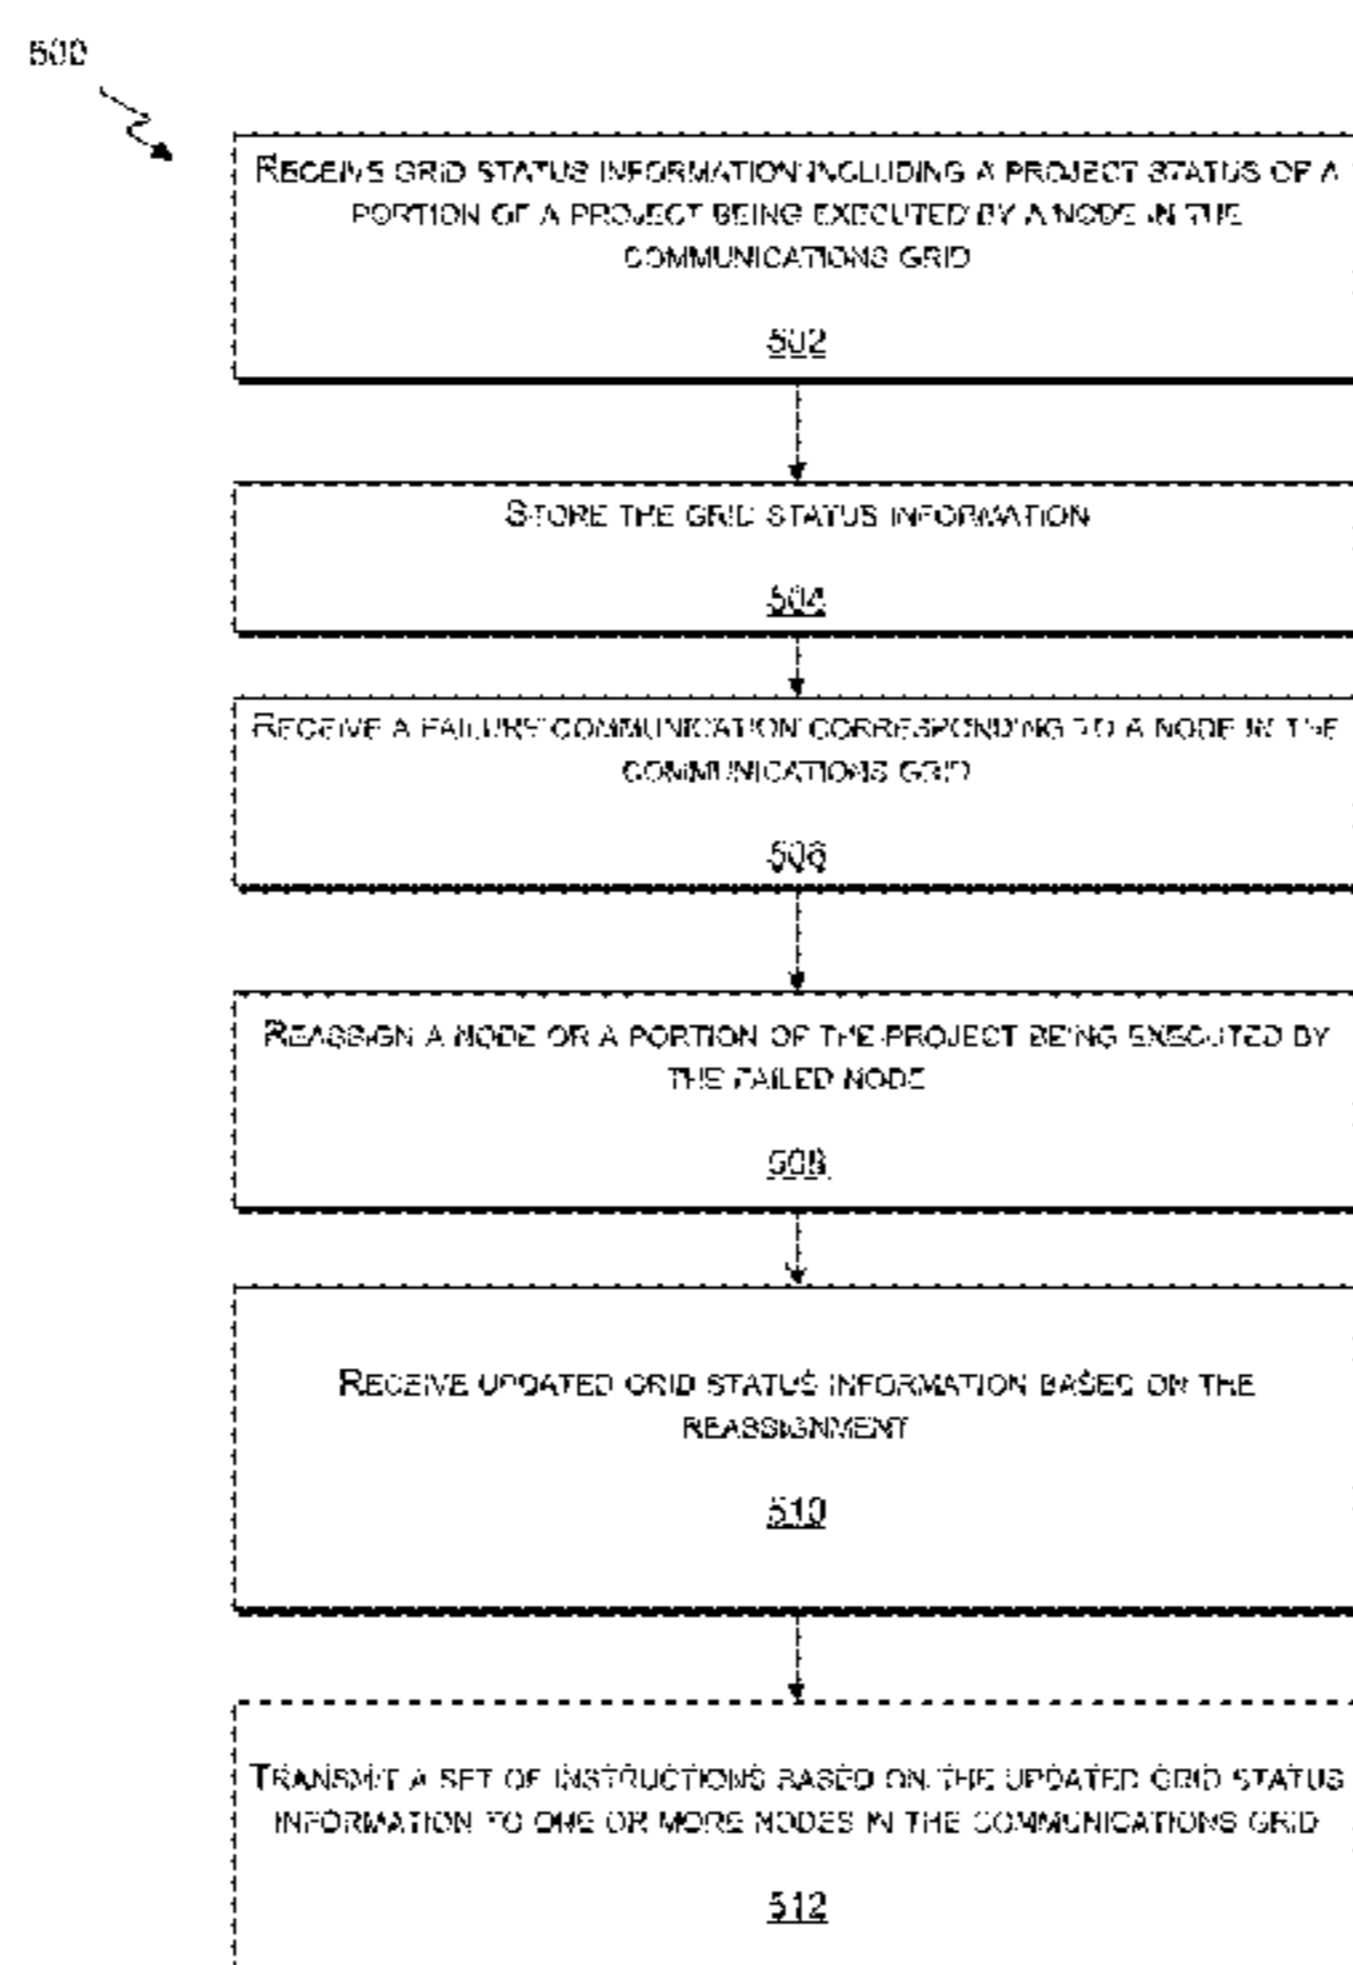 500
RECEIVE GRID STATUS INFORMATION INCLUDING A PROJECT STATUS OF A
PORTION OF A PROJECT BEING EXECUTED BY A NODE IN THE
COMMUNICATIONS GRID
502
STORE THE GRID STATUS INFORMATION
504
RECEIVE A FAILURE COMMUNICATION CORRESPONDING TO A NODE IN THE
COMMUNICATIONS GRID
506
REASSIGN A NODE OR A PORTION OF THE PROJECT BEING EXECUTED BY
THE FAILED NODE
508
RECEIVE UPDATED GRID STATUS INFORMATION BASED ON THE
REASSIGNMENT
510
TRANSMIT A SET OF INSTRUCTIONS BASED ON THE UPDATED GRID STATUS
INFORMATION TO ONE OR MORE NODES IN THE COMMUNICATIONS GRID
512